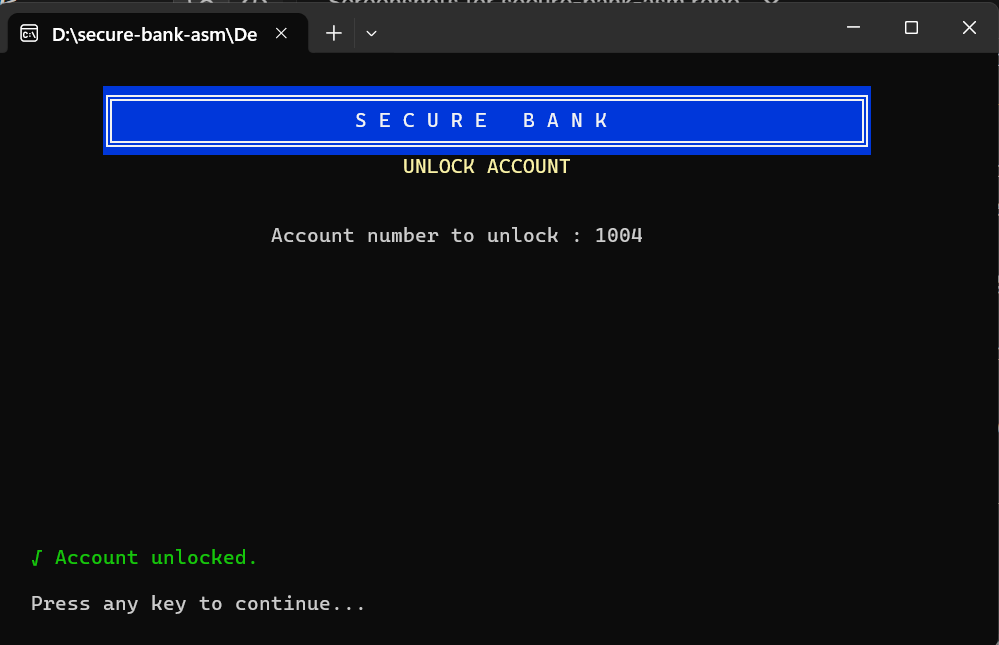 D:\secure-bank-asm\De
S E C U R E   B A N K
UNLOCK ACCOUNT
Account number to unlock : 1004
√ Account unlocked.
Press any key to continue...